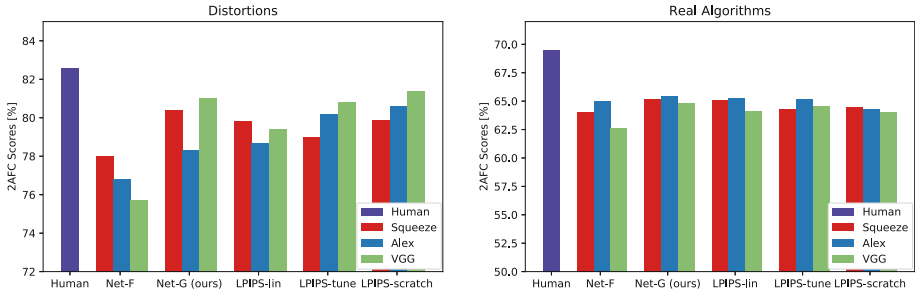 Distortions
2AFC Scores [%]
84
82
80
78
76
74
72
Human
Net-F
Net-G (ours)
LPIPS-lin
LPIPS-tune
LPIPS-scratch
Human
Squeeze
Alex
VGG
Real Algorithms
2AFC Scores [%]
70.0
67.5
65.0
62.5
60.0
57.5
55.0
52.5
50.0
Human
Net-F
Net-G (ours)
LPIPS-lin
LPIPS-tune
LPIPS-scratch
Human
Squeeze
Alex
VGG